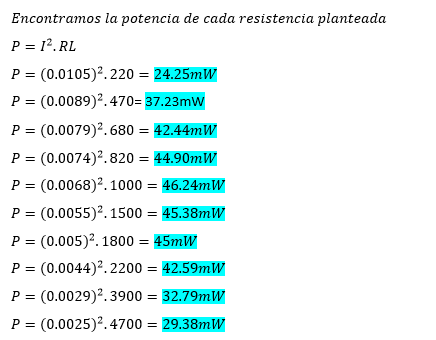 Encontramos la potencia de cada resistencia planteada
P = I².RL
P = (0.0105)².220 = 24.25mW
P = (0.0089)².470= 37.23mW
P = (0.0079)².680 = 42.44mW
P = (0.0074)².820 = 44.90mW
P = (0.0068)².1000 = 46.24mW
P = (0.0055)².1500 = 45.38mW
P = (0.005)².1800 = 45mW
P = (0.0044)².2200 = 42.59mW
P = (0.0029)².3900 = 32.79mW
P = (0.0025)².4700 = 29.38mW